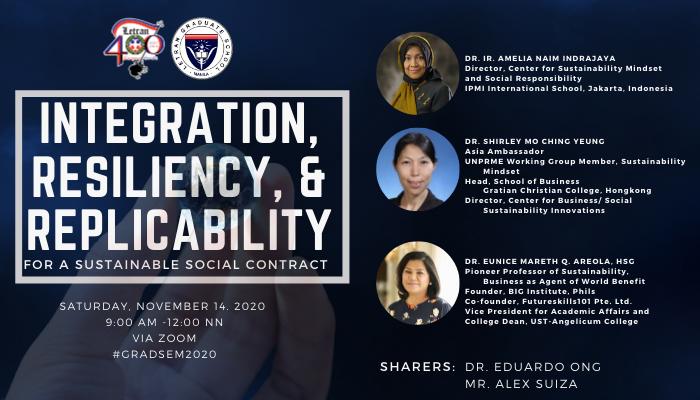 Letran
400
LETRAN GRADUATE SCHOOL
MANILA
INTEGRATION,
RESILIENCY, &
REPLICABILITY
FOR A SUSTAINABLE SOCIAL CONTRACT
SATURDAY, NOVEMBER 14. 2020
9:00 AM -12:00 NN
VIA ZOOM
#GRADSEM2020
DR. IR. AMELIA NAIM INDRAJAYA
Director, Center for Sustainability Mindset
and Social Responsibility
IPMI International School, Jakarta, Indonesia
DR. SHIRLEY MO CHING YEUNG
Asia Ambassador
UNPRME Working Group Member, Sustainability
Mindset
Head, School of Business
Gratian Christian College, Hongkong
Director, Center for Business/ Social
Sustainability Innovations
DR. EUNICE MARETH Q. AREOLA, HSG
Pioneer Professor of Sustainability,
Business as Agent of World Benefit
Founder, BIG Institute, Phils
Co-founder, Futureskills101 Pte. Ltd.
Vice President for Academic Affairs and
College Dean, UST-Angelicum College
SHARERS: DR. EDUARDO ONG
MR. ALEX SUIZA